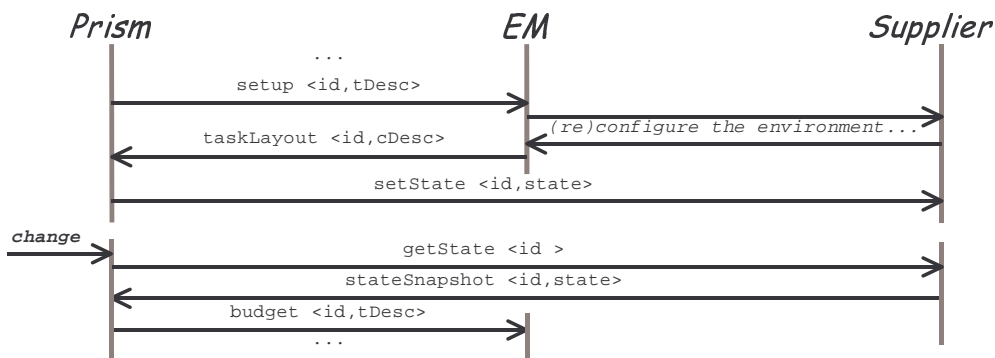 Prism EM Supplier
...
setup <id,tDesc>
(re)configure the environment...
taskLayout <id,cDesc>
setState <id,state>
change
getState <id >
stateSnapshot <id,state>
budget <id,tDesc>
...